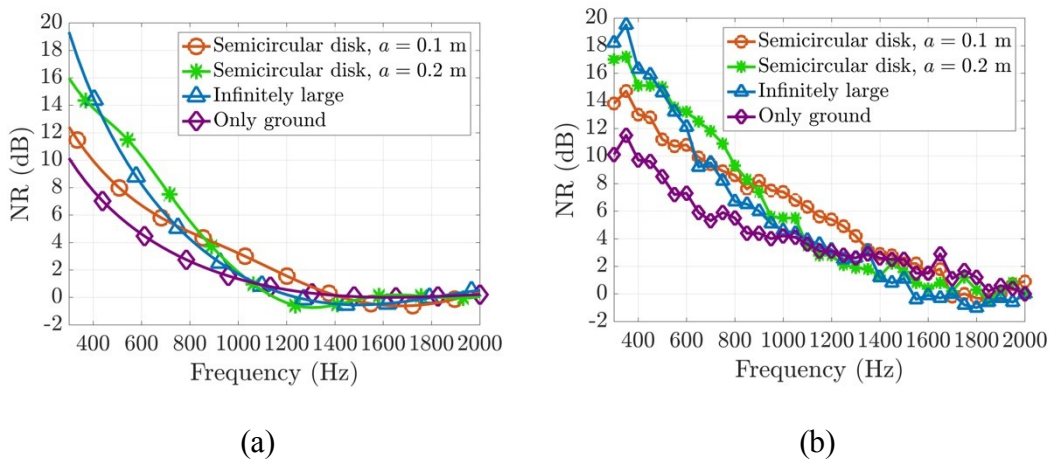 20
18
16
14
12
10
8
6
4
2
0
-2
NR (dB)
Semicircular disk, a = 0.1 m
Semicircular disk, a = 0.2 m
Infinitely large
Only ground
400 600 800 1000 1200 1400 1600 1800 2000
Frequency (Hz)
(a)
20
18
16
14
12
10
8
6
4
2
0
-2
NR (dB)
Semicircular disk, a = 0.1 m
Semicircular disk, a = 0.2 m
Infinitely large
Only ground
400 600 800 1000 1200 1400 1600 1800 2000
Frequency (Hz)
(b)